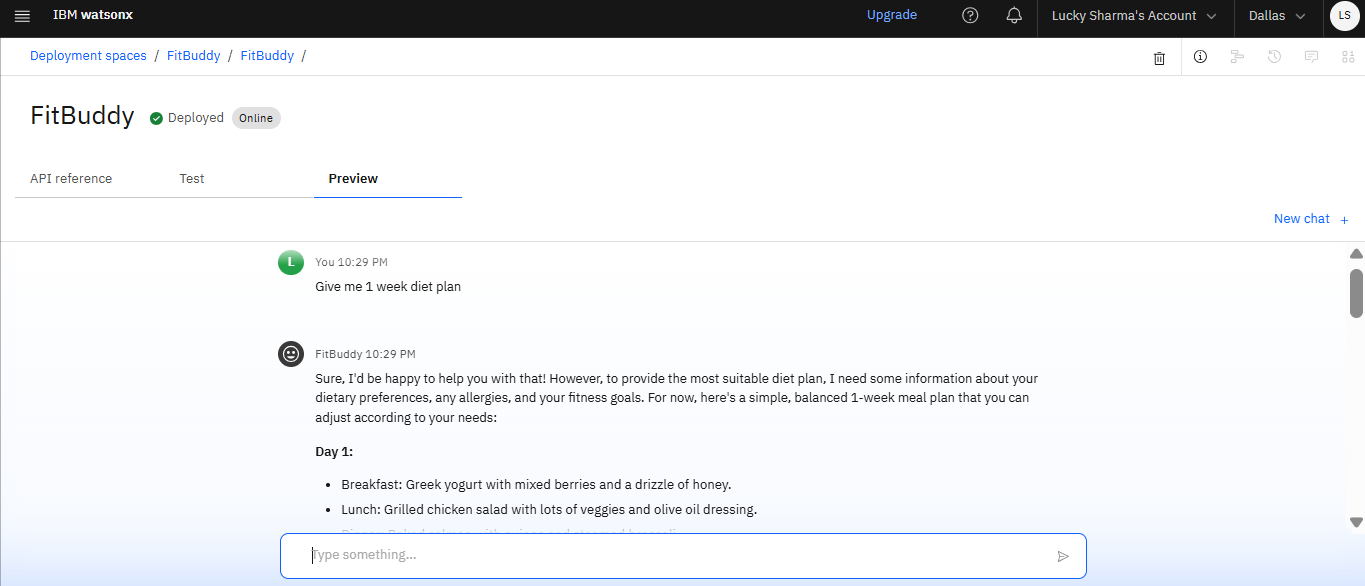 IBM watsonx
Upgrade
Lucky Sharma's Account
Dallas
LS
Deployment spaces / FitBuddy / FitBuddy /
FitBuddy
Deployed
Online
API reference
Test
Preview
New chat +
L
You 10:29 PM
Give me 1 week diet plan
FitBuddy 10:29 PM
Sure, I'd be happy to help you with that! However, to provide the most suitable diet plan, I need some information about your
dietary preferences, any allergies, and your fitness goals. For now, here's a simple, balanced 1-week meal plan that you can
adjust according to your needs:
Day 1:
• Breakfast: Greek yogurt with mixed berries and a drizzle of honey.
• Lunch: Grilled chicken salad with lots of veggies and olive oil dressing.
Type something...